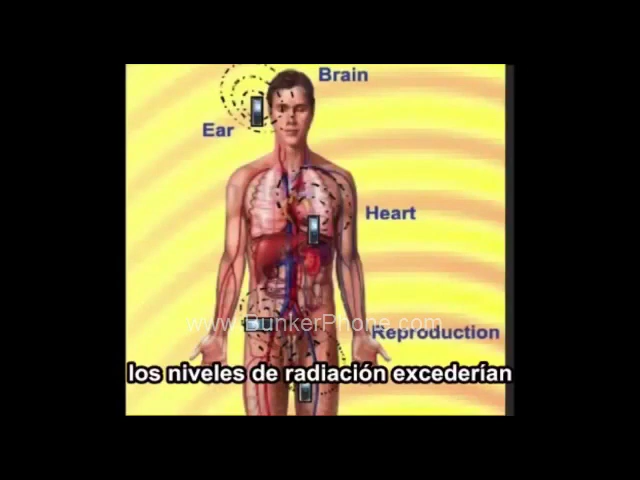 Brain
Ear
Heart
www.BunkerPhone.com
Reproduction
los niveles de radiación excederían